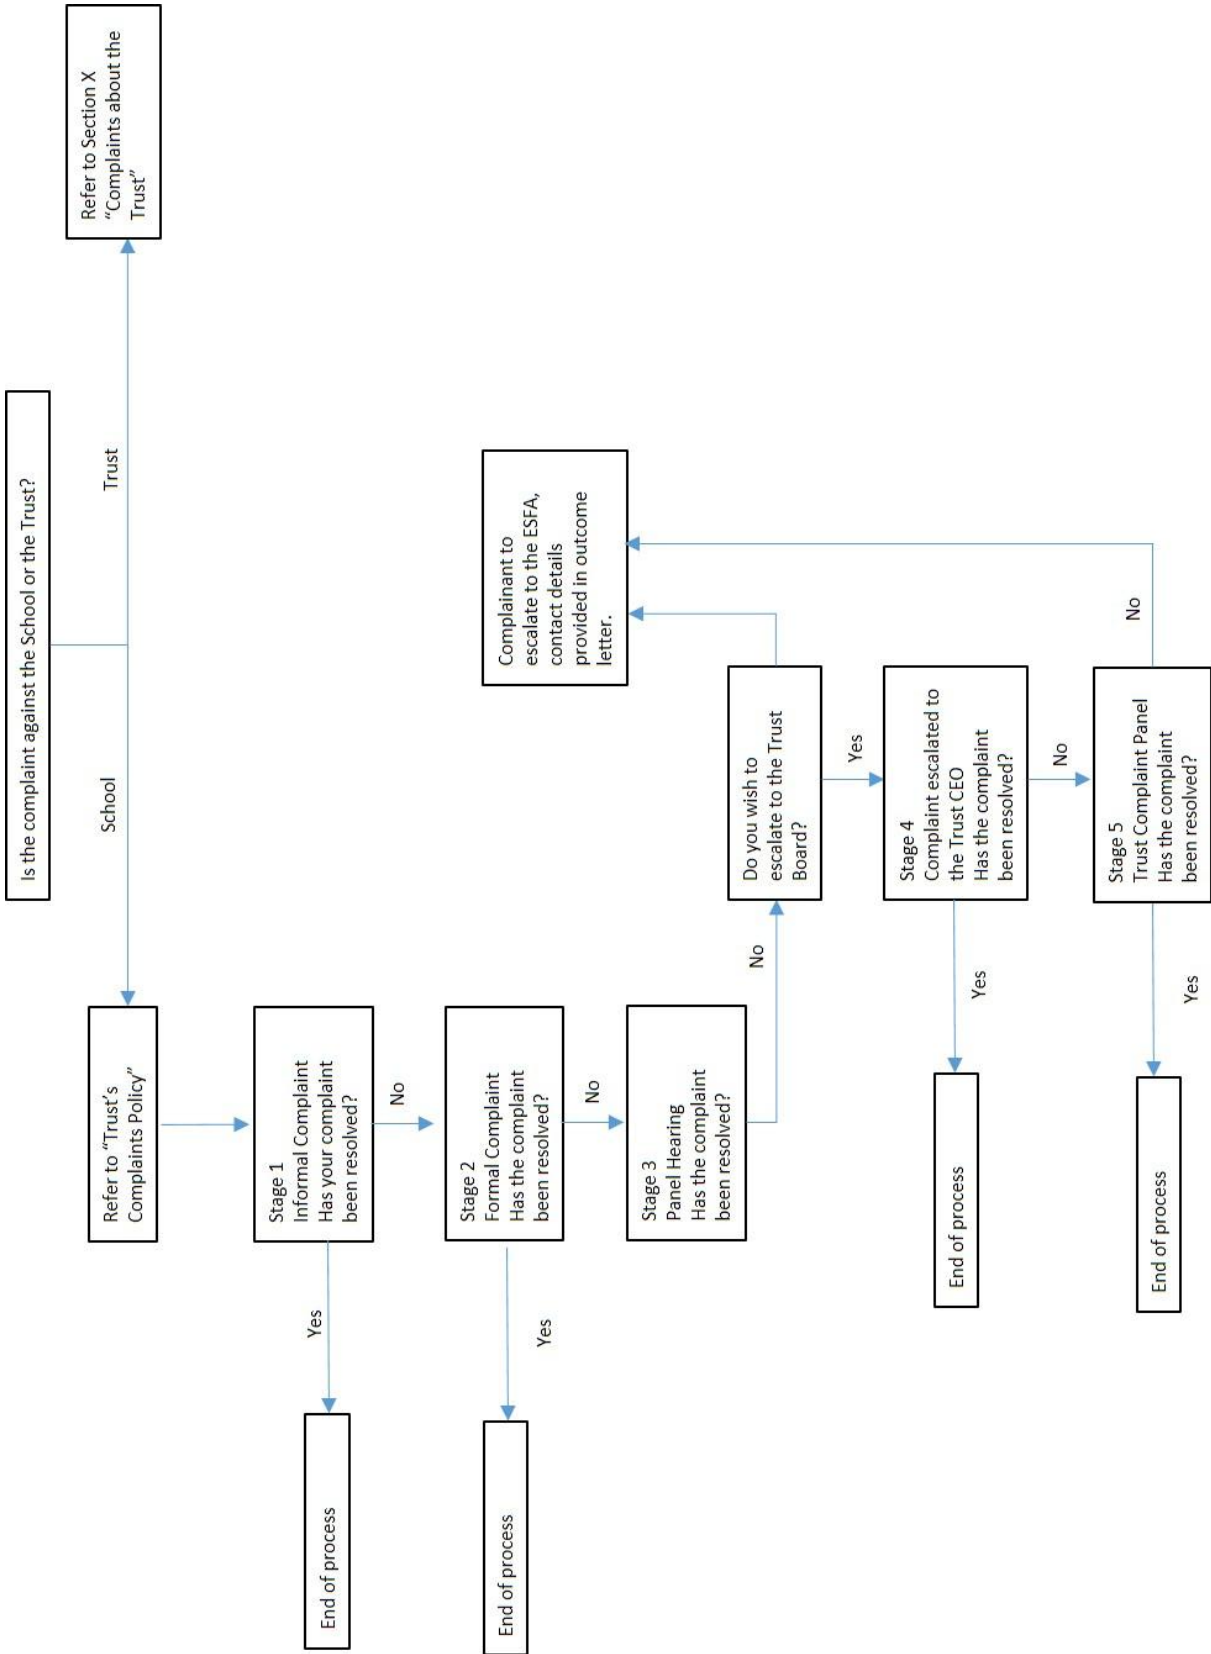 Is the complaint against the School or the Trust?
School
Trust
Refer to “Trust’s
Complaints Policy”
Refer to Section X
“Complaints about the
Trust”
Stage 1
Informal Complaint
Has your complaint
been resolved?
Yes
End of process
No
Stage 2
Formal Complaint
Has the complaint
been resolved?
Yes
End of process
No
Stage 3
Panel Hearing
Has the complaint
been resolved?
No
Do you wish to
escalate to the Trust
Board?
Complainant to
escalate to the ESFA,
contact details
provided in outcome
letter.
Yes
Stage 4
Complaint escalated to
the Trust CEO
Has the complaint
been resolved?
Yes
End of process
No
Stage 5
Trust Complaint Panel
Has the complaint
been resolved?
Yes
End of process
No